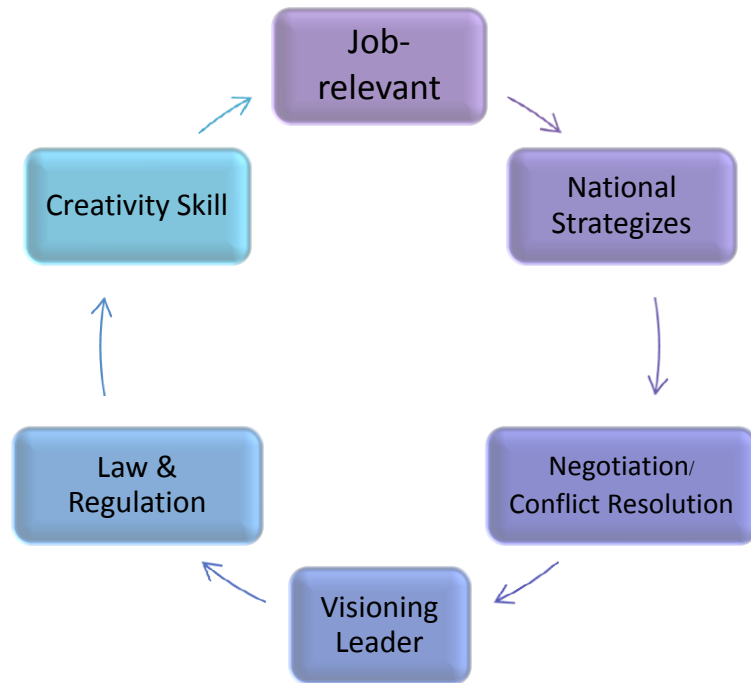 Job-
relevant
National
Strategizes
Negotiation/
Conflict Resolution
Visioning
Leader
Law &
Regulation
Creativity Skill